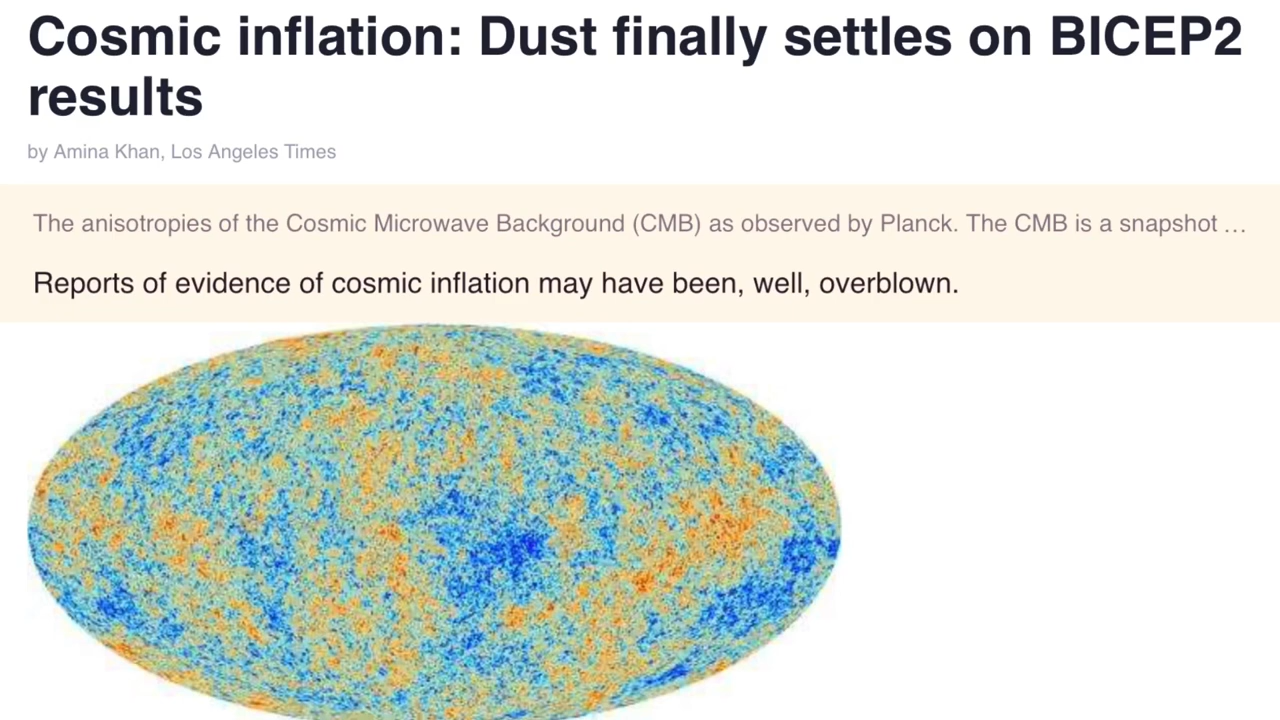 Cosmic inflation: Dust finally settles on BICEP2
results
by Amina Khan, Los Angeles Times
The anisotropies of the Cosmic Microwave Background (CMB) as observed by Planck. The CMB is a snapshot …
Reports of evidence of cosmic inflation may have been, well, overblown.